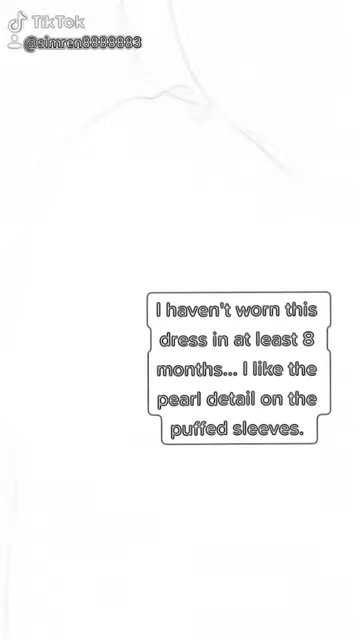 TikTok
@simren8888883
I haven't worn this
dress in at least 8
months... I like the
pearl detail on the
puffed sleeves.